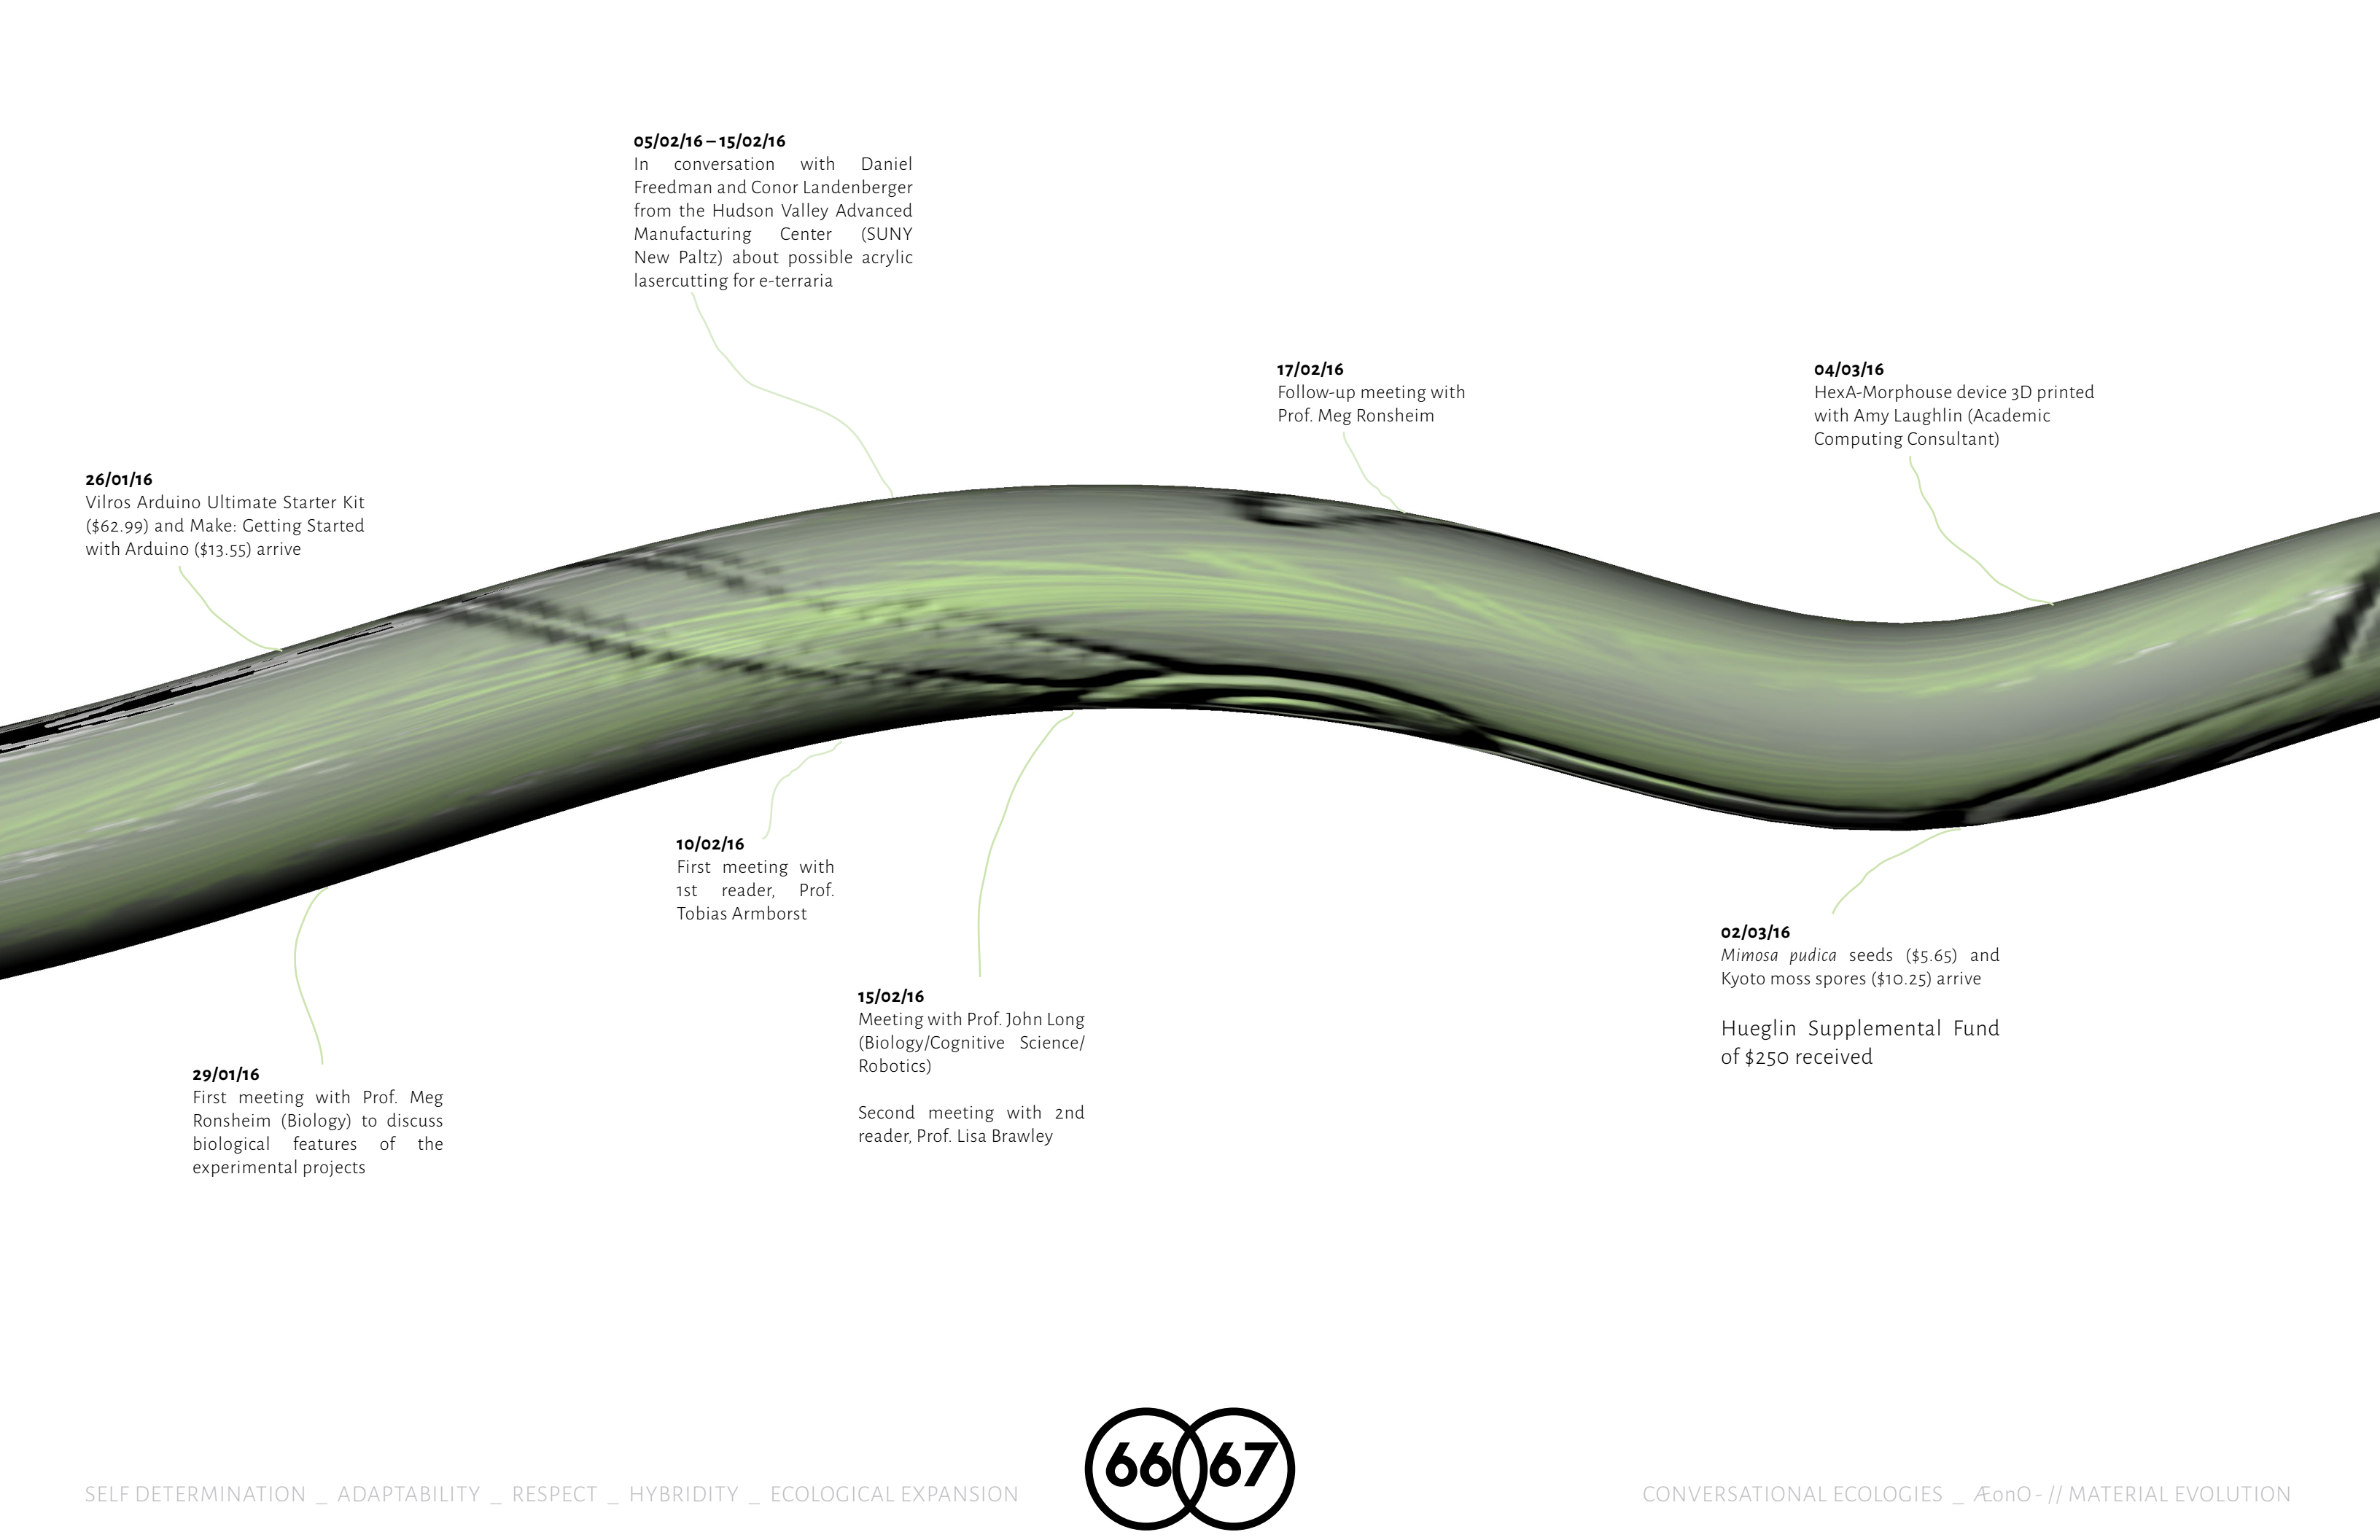 05/02/16 – 15/02/16
In conversation with Daniel
Freedman and Conor Landenberger
from the Hudson Valley Advanced
Manufacturing Center (SUNY
New Paltz) about possible acrylic
lasercutting for e-terraria
17/02/16
Follow-up meeting with
Prof. Meg Ronsheim
04/03/16
HexA-Morphouse device 3D printed
with Amy Laughlin (Academic
Computing Consultant)
26/01/16
Vilros Arduino Ultimate Starter Kit
($62.99) and Make: Getting Started
with Arduino ($13.55) arrive
10/02/16
First meeting with
1st reader, Prof.
Tobias Armborst
02/03/16
Mimosa pudica seeds ($5.65) and
Kyoto moss spores ($10.25) arrive
Hueglin Supplemental Fund
of $250 received
15/02/16
Meeting with Prof. John Long
(Biology/Cognitive Science/
Robotics)
Second meeting with 2nd
reader, Prof. Lisa Brawley
29/01/16
First meeting with Prof. Meg
Ronsheim (Biology) to discuss
biological features of the
experimental projects
66 67
SELF DETERMINATION _ ADAPTABILITY _ RESPECT _ HYBRIDITY _ ECOLOGICAL EXPANSION
CONVERSATIONAL ECOLOGIES _ ÆonO - // MATERIAL EVOLUTION